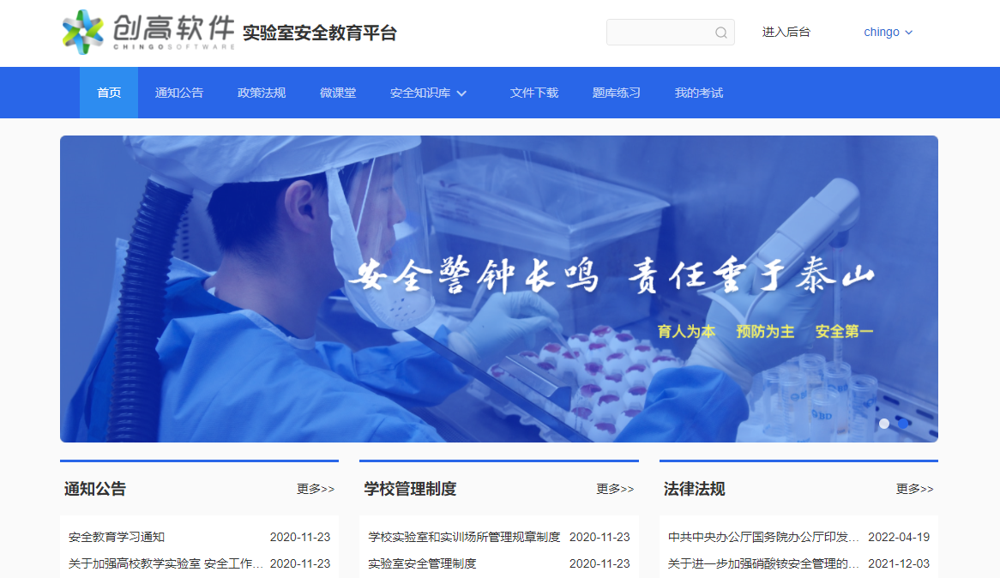 创高软件
CHINGOSOFTWARE
实验室安全教育平台
进入后台
chingo
首页 通知公告 政策法规 微课堂 安全知识库 文件下载 题库练习 我的考试
安全警钟长鸣 责任重于泰山
育人为本 预防为主 安全第一
BD
通知公告 更多>>
安全教育学习通知 2020-11-23
关于加强高校教学实验室 安全工作… 2020-11-23
学校管理制度 更多>>
学校实验室和实训场所管理规章制度 2020-11-23
实验室安全管理制度 2020-11-23
法律法规 更多>>
中共中央办公厅国务院办公厅印发… 2022-04-19
关于进一步加强硝酸铵安全管理的… 2021-12-03